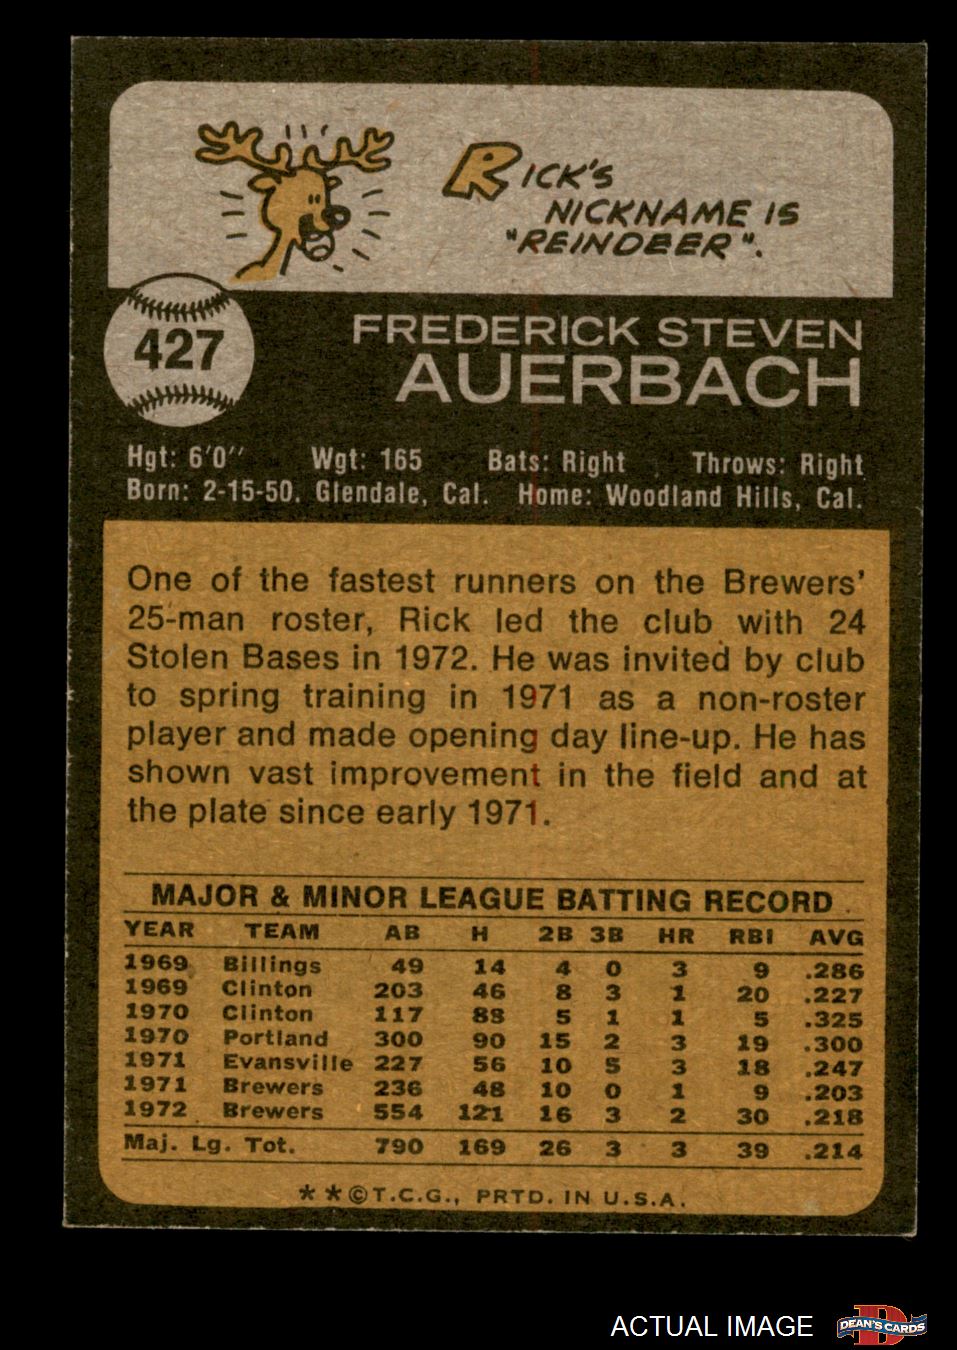 RICK'S
NICKNAME IS
"REINDEER".
427
FREDERICK STEVEN
AUERBACH
Hgt: 6'0" Wgt: 165 Bats: Right Throws: Right
Born: 2-15-50. Glendale, Cal. Home: Woodland Hills, Cal.
One of the fastest runners on the Brewers'
25-man roster, Rick led the club with 24
Stolen Bases in 1972. He was invited by club
to spring training in 1971 as a non-roster
player and made opening day line-up. He has
shown vast improvement in the field and at
the plate since early 1971.
MAJOR & MINOR LEAGUE BATTING RECORD
YEAR TEAM AB H 2B 3B HR RBI AVG
1969 Billings 49 14 4 0 3 9 .286
1969 Clinton 203 46 8 3 1 20 .227
1970 Clinton 117 88 5 1 1 5 .325
1970 Portland 300 90 15 2 3 19 .300
1971 Evansville 227 56 10 5 3 18 .247
1971 Brewers 236 48 10 0 1 9 .203
1972 Brewers 554 121 16 3 2 30 .218
Maj. Lg. Tot. 790 169 26 3 3 39 .214
**©T.C.G., PRTD. IN U.S.A.
ACTUAL IMAGE
D
DEAN'S CARDS